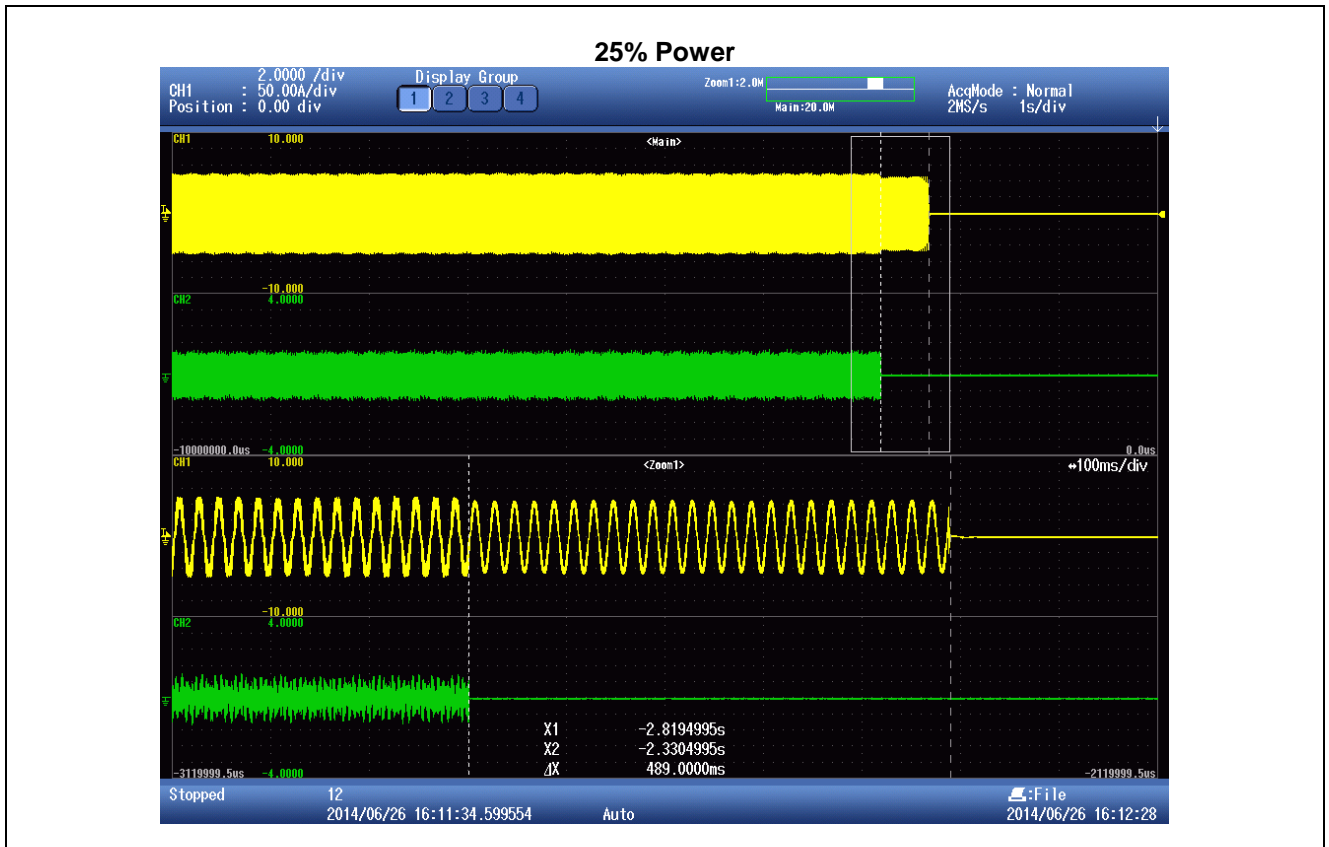 25% Power
2.0000 /div
CH1 : 50.00A/div
Position : 0.00 div
Display Group
1 2 3 4
Zoom1:2.0M
Main:20.0M
AcqMode : Normal
2MS/s 1s/div
CH1 10.000
<Main>
-10.000
CH2 4.0000
-10000000.0us -4.0000
0.0us
CH1 10.000
<Zoom1>
↔100ms/div
-10.000
CH2 4.0000
X1 -2.8194995s
X2 -2.3304995s
ΔX 489.0000ms
-3119999.5us -4.0000
-2119999.5us
Stopped 12
2014/06/26 16:11:34.599554 Auto
:File
2014/06/26 16:12:28